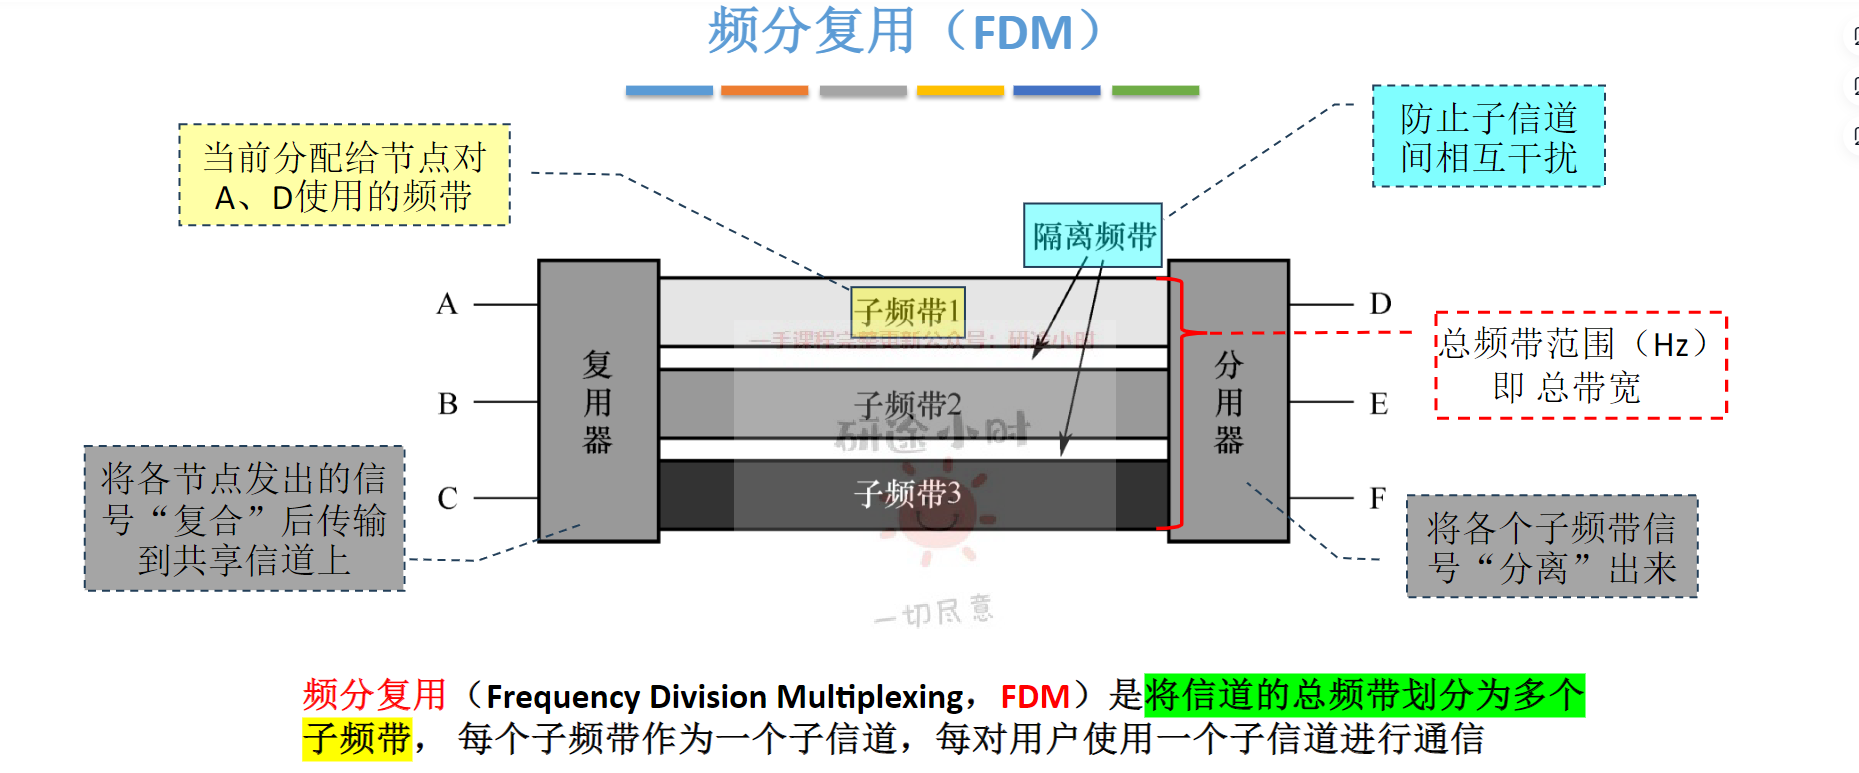 频分复用（FDM）
当前分配给节点对
A、D使用的频带
防止子信道
间相互干扰
隔离频带
A
B
C
复用器
子频带1
一手课程完整更新公众号：研途小时
子频带2
研途小时
子频带3
一切尽意
分用器
D
E
F
总频带范围（Hz）
即 总带宽
将各节点发出的信
号“复合”后传输
到共享信道上
将各个子频带信
号“分离”出来
频分复用（Frequency Division Multiplexing，FDM）是将信道的总频带划分为多个
子频带， 每个子频带作为一个子信道，每对用户使用一个子信道进行通信